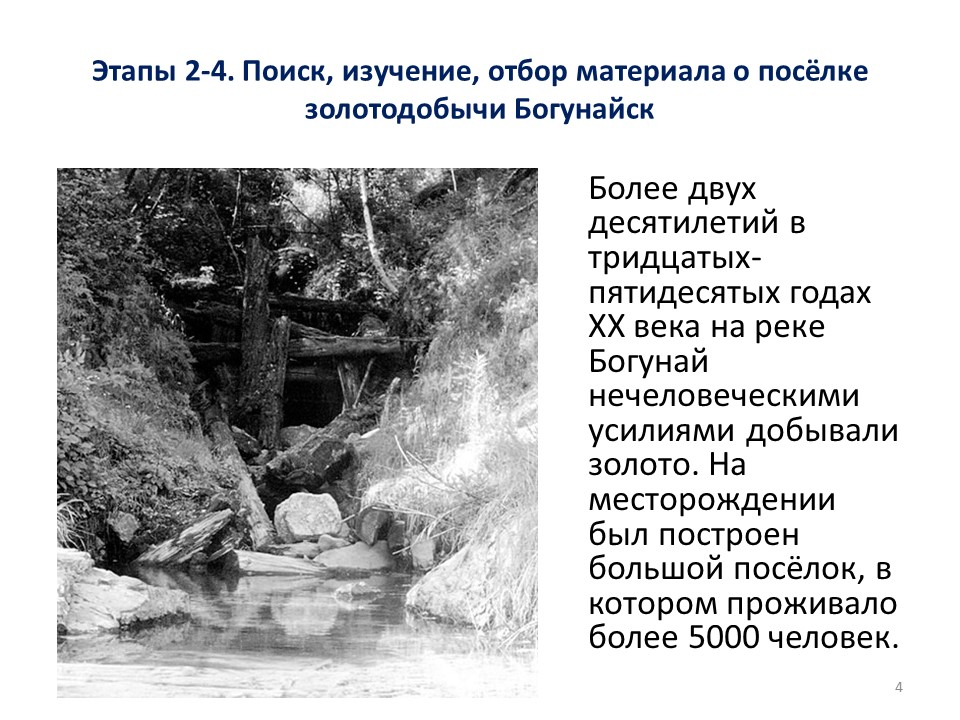 Этапы 2-4. Поиск, изучение, отбор материала о посёлке
золотодобычи Богунайск
Более двух
десятилетий в
тридцатых-
пятидесятых годах
XX века на реке
Богунай
нечеловеческими
усилиями добывали
золото. На
месторождении
был построен
большой посёлок, в
котором проживало
более 5000 человек.
4